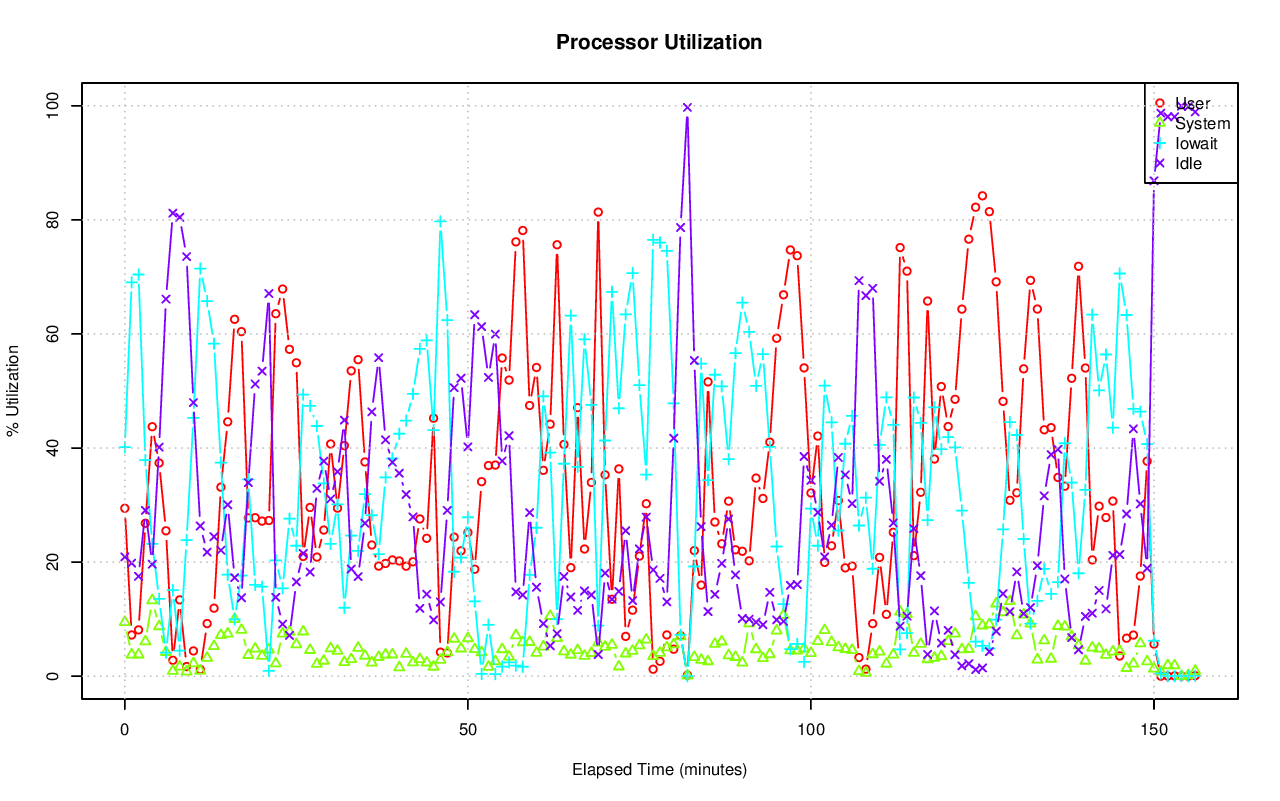 Processor Utilization
% Utilization
100
80
60
40
20
0
User
System
Iowait
Idle
0 50 100 150
Elapsed Time (minutes)